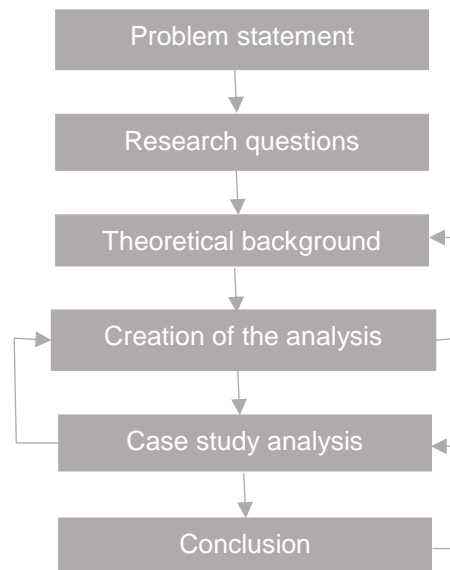 Problem statement
Research questions
Theoretical background
Creation of the analysis
Case study analysis
Conclusion